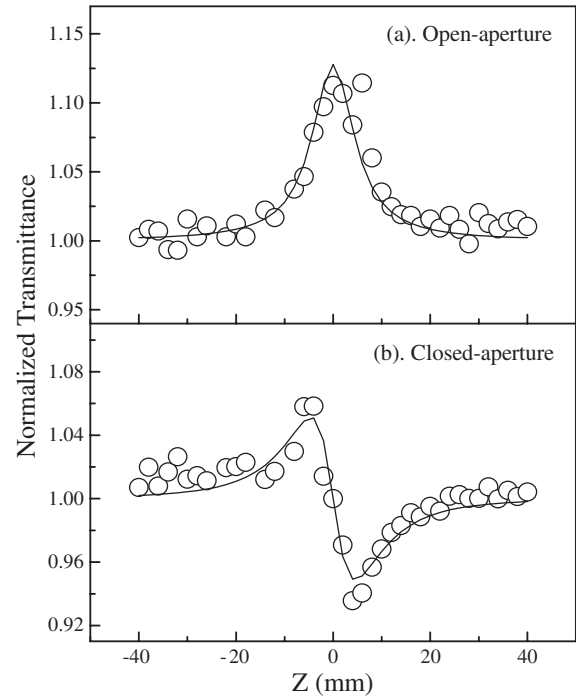 (a). Open-aperture
1.15
1.10
1.05
1.00
0.95
Normalized Transmittance
(b). Closed-aperture
1.08
1.04
1.00
0.96
0.92
-40 -20 0 20 40
Z (mm)